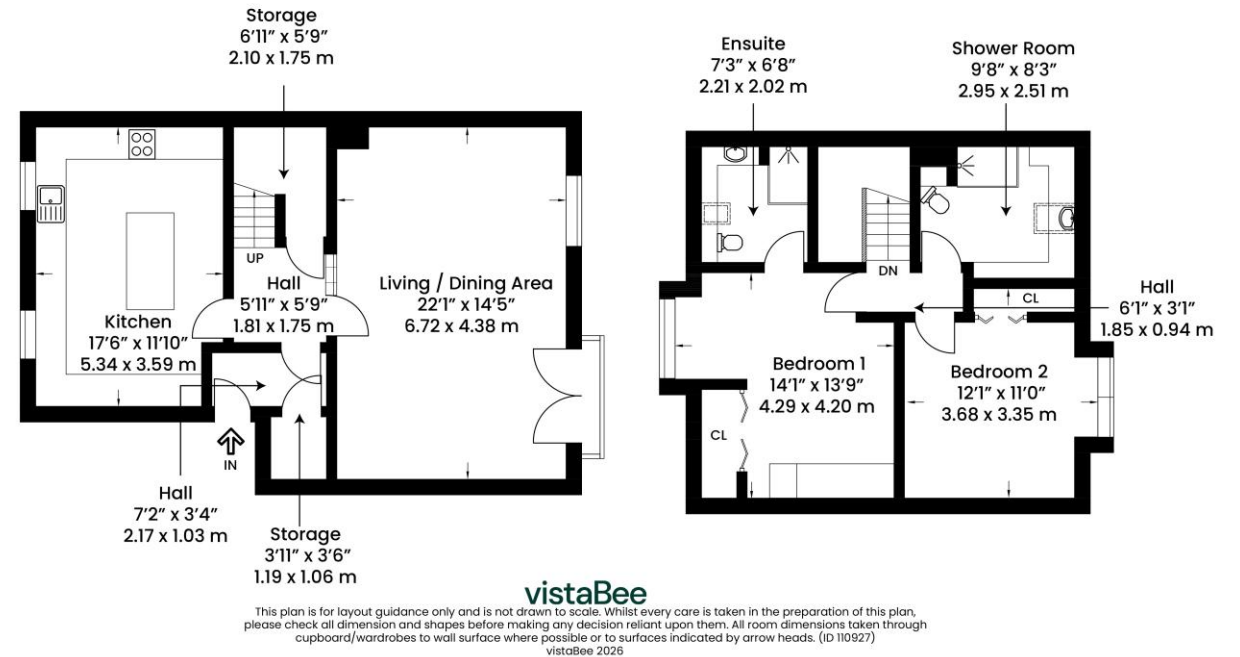 Storage
6'11" x 5'9"
2.10 x 1.75 m
Ensuite
7'3" x 6'8"
2.21 x 2.02 m
Shower Room
9'8" x 8'3"
2.95 x 2.51 m
UP
Hall
5'11" x 5'9"
1.81 x 1.75 m
Living / Dining Area
22'1" x 14'5"
6.72 x 4.38 m
Kitchen
17'6" x 11'10"
5.34 x 3.59 m
IN
Hall
7'2" x 3'4"
2.17 x 1.03 m
Storage
3'11" x 3'6"
1.19 x 1.06 m
DN
CL
Hall
6'1" x 3'1"
1.85 x 0.94 m
Bedroom 1
14'1" x 13'9"
4.29 x 4.20 m
Bedroom 2
12'1" x 11'0"
3.68 x 3.35 m
CL
vistaBee
This plan is for layout guidance only and is not drawn to scale. Whilst every care is taken in the preparation of this plan,
please check all dimension and shapes before making any decision reliant upon them. All room dimensions taken through
cupboard/wardrobes to wall surface where possible or to surfaces indicated by arrow heads. (ID 110927)
vistaBee 2026